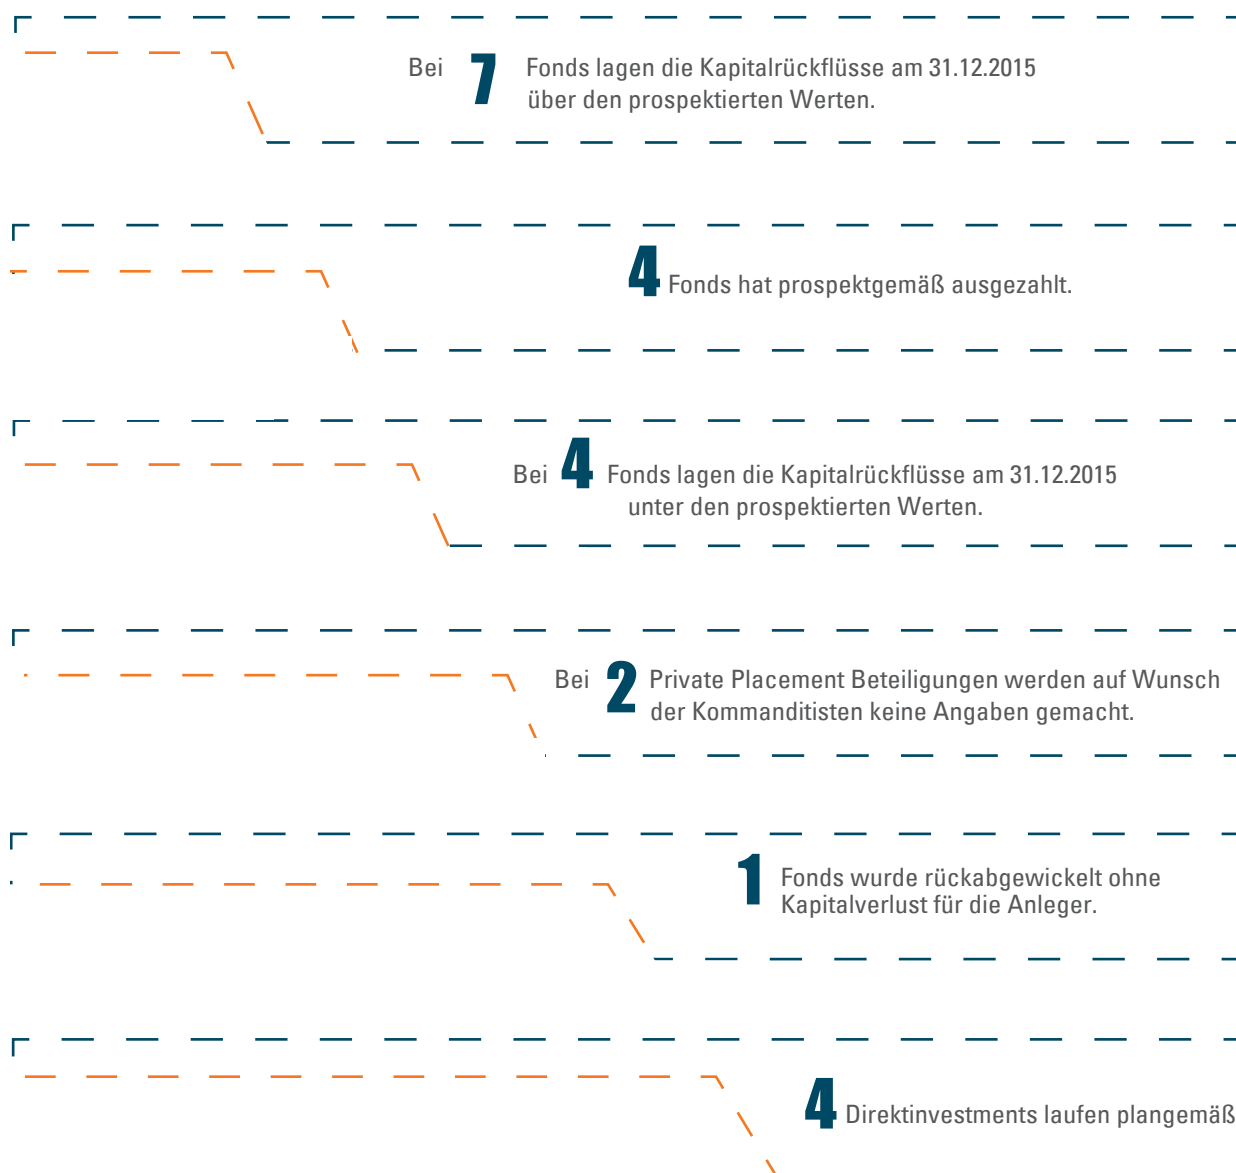 Bei 7 Fonds lagen die Kapitalrückflüsse am 31.12.2015
über den prospektierten Werten.
4 Fonds hat prospektgemäß ausgezahlt.
Bei 4 Fonds lagen die Kapitalrückflüsse am 31.12.2015
unter den prospektierten Werten.
Bei 2 Private Placement Beteiligungen werden auf Wunsch
der Kommanditisten keine Angaben gemacht.
1 Fonds wurde rückabgewickelt ohne
Kapitalverlust für die Anleger.
4 Direktinvestments laufen plangemäß